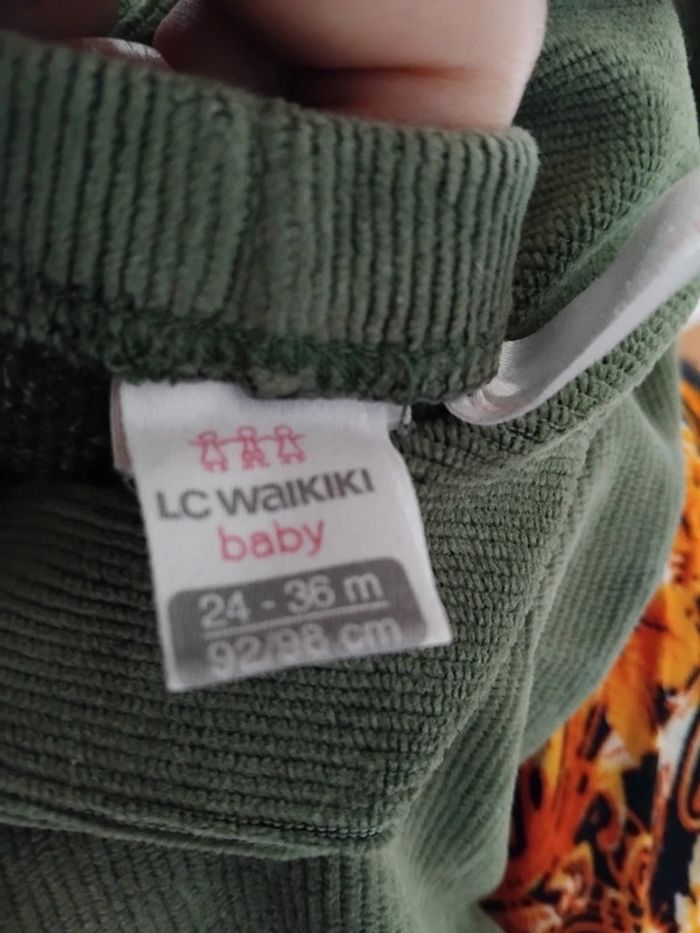 LC WAIKIKI
baby
24 - 36 m
92/98 cm